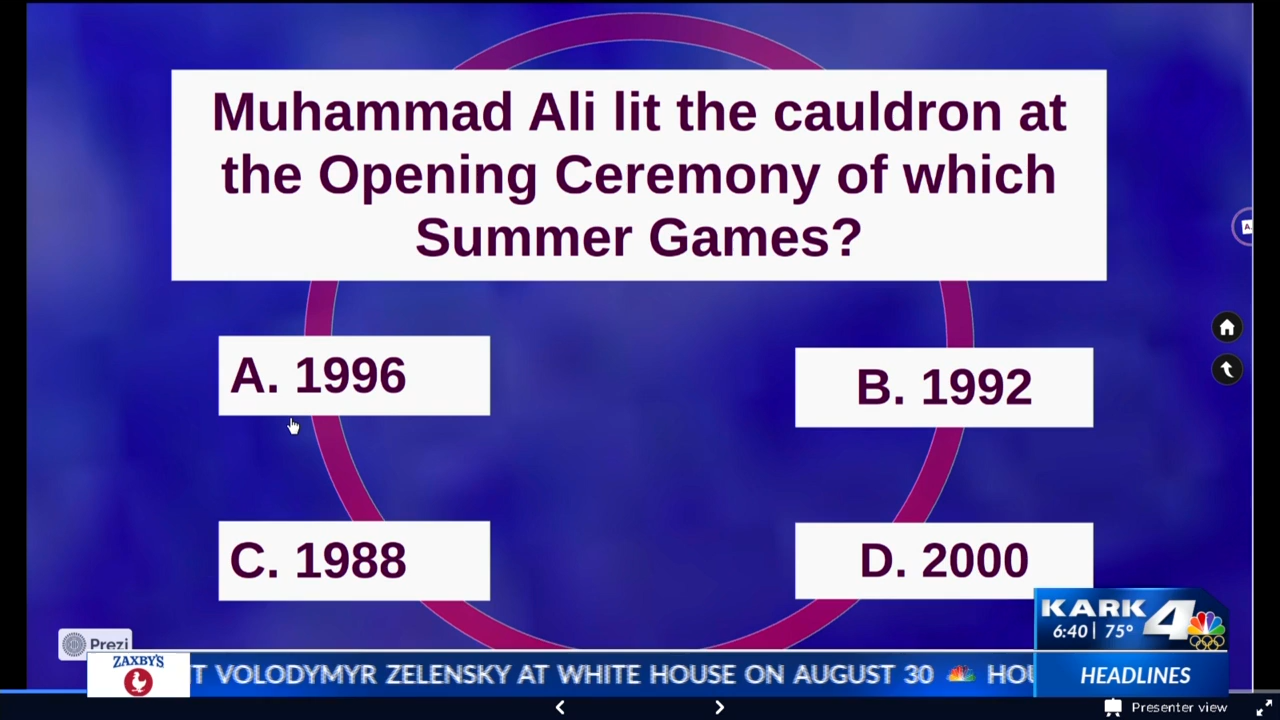 Muhammad Ali lit the cauldron at
the Opening Ceremony of which
Summer Games?
A. 1996
B. 1992
C. 1988
D. 2000
Prezi
KARK 4
6:40 | 75°
ZAXBY'S
T VOLODYMYR ZELENSKY AT WHITE HOUSE ON AUGUST 30 HOU
HEADLINES
Presenter view